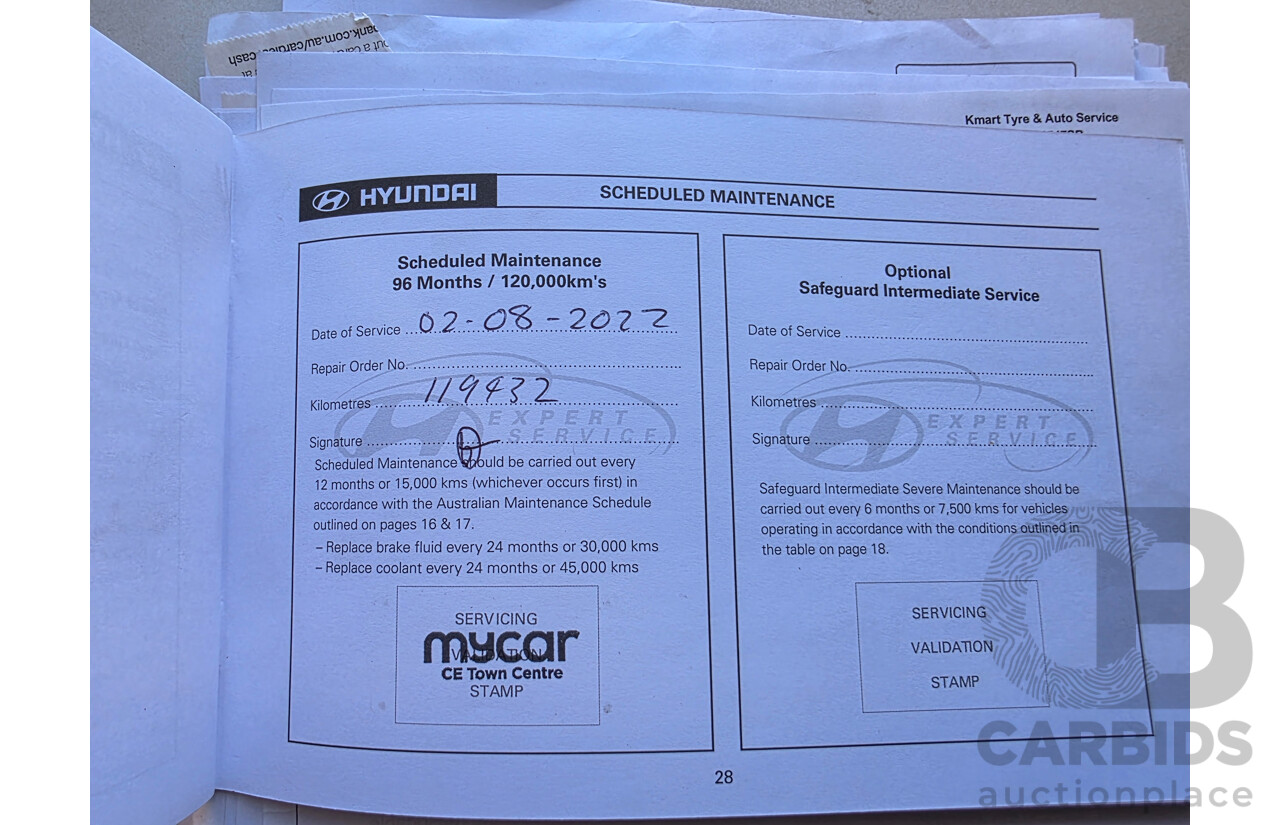 bank.com.au/cardlesscash
Kmart Tyre & Auto Service
HYUNDAI
SCHEDULED MAINTENANCE
Scheduled Maintenance
96 Months / 120,000km's
Date of Service 02-08-2022
Repair Order No.
Kilometres 119432
Signature
EXPERT
SERVICE
Scheduled Maintenance should be carried out every
12 months or 15,000 kms (whichever occurs first) in
accordance with the Australian Maintenance Schedule
outlined on pages 16 & 17.
– Replace brake fluid every 24 months or 30,000 kms
– Replace coolant every 24 months or 45,000 kms
SERVICING
VALIDATION
STAMP
mycar
CE Town Centre
Optional
Safeguard Intermediate Service
Date of Service
Repair Order No.
Kilometres
Signature
EXPERT
SERVICE
Safeguard Intermediate Severe Maintenance should be
carried out every 6 months or 7,500 kms for vehicles
operating in accordance with the conditions outlined in
the table on page 18.
SERVICING
VALIDATION
STAMP
28
CARBIDS
auctionplace